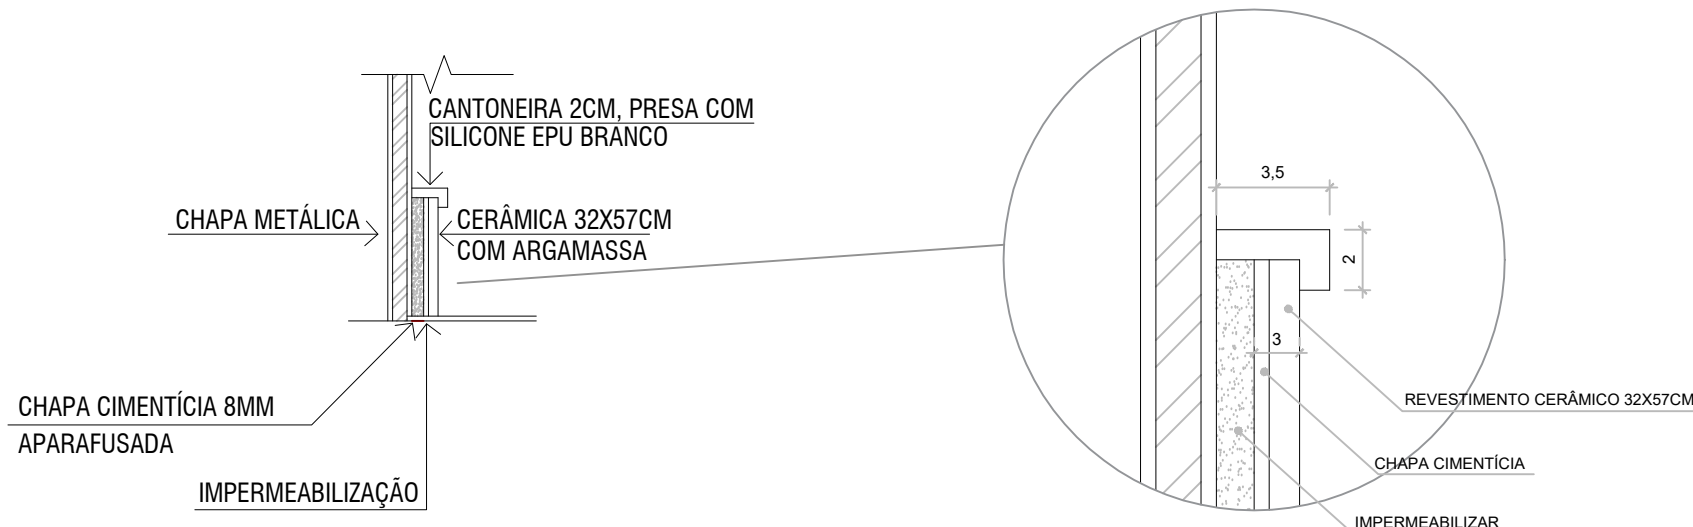 CANTONEIRA 2CM, PRESA COM
SILICONE EPU BRANCO
CHAPA METÁLICA
CERÂMICA 32X57CM
COM ARGAMASSA
CHAPA CIMENTÍCIA 8MM
APARAFUSADA
IMPERMEABILIZAÇÃO
3,5
2
3
REVESTIMENTO CERÂMICO 32X57CM
CHAPA CIMENTÍCIA
IMPERMEABILIZAR